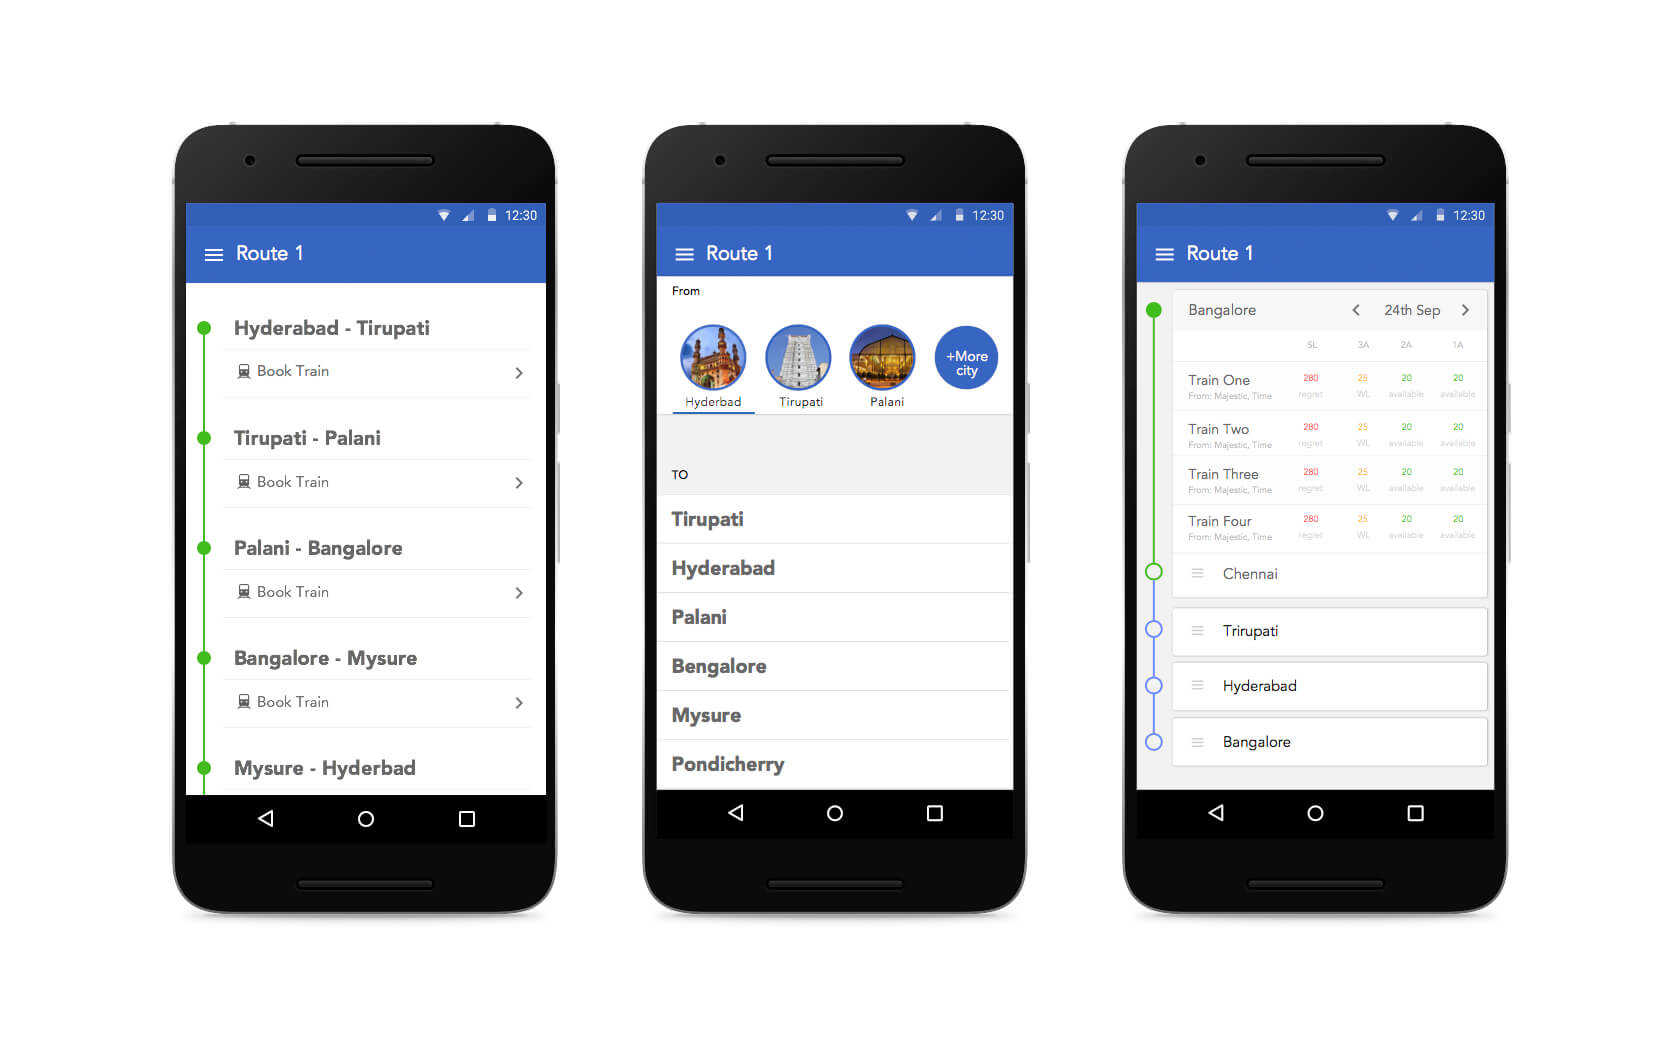 12:30
Route 1
Hyderabad - Tirupati
Book Train
Tirupati - Palani
Book Train
Palani - Bangalore
Book Train
Bangalore - Mysure
Book Train
Mysure - Hyderbad
12:30
Route 1
From
+More
city
Hyderbad Tirupati Palani
TO
Tirupati
Hyderabad
Palani
Bengalore
Mysure
Pondicherry
12:30
Route 1
Bangalore 24th Sep
SL 3A 2A 1A
Train One 280 25 20 20
From: Majestic, Time regret WL available available
Train Two 280 25 20 20
From: Majestic, Time regret WL available available
Train Three 280 25 20 20
From: Majestic, Time regret WL available available
Train Four 280 25 20 20
From: Majestic, Time regret WL available available
Chennai
Trirupati
Hyderabad
Bangalore